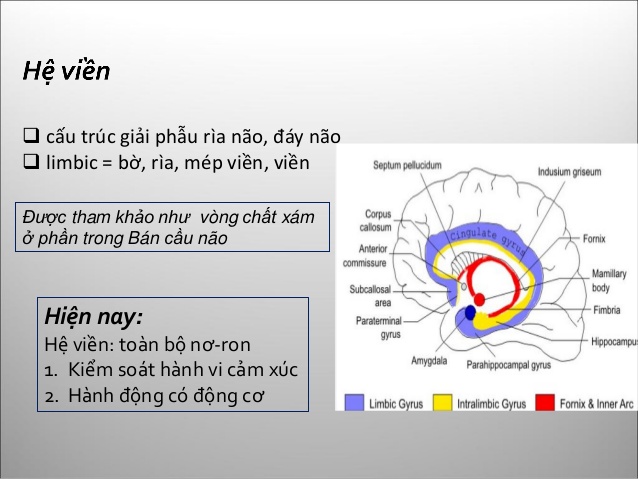 Hệ viền
❑ cấu trúc giải phẫu rìa não, đáy não
❑ limbic = bờ, rìa, mép viền, viền
Được tham khảo như vòng chất xám
ở phần trong Bán cầu não
Hiện nay:
Hệ viền: toàn bộ nơ-ron
1. Kiểm soát hành vi cảm xúc
2. Hành động có động cơ
Septum pellucidum
Indusium griseum
Corpus
callosum
Cingulate gyrus
Fornix
Anterior
commissure
Mamillary
body
Subcallosal
area
Fimbria
Paraterminal
gyrus
Hippocampus
Amygdala
Parahippocampal gyrus
Limbic Gyrus
Intralimbic Gyrus
Fornix & Inner Arc